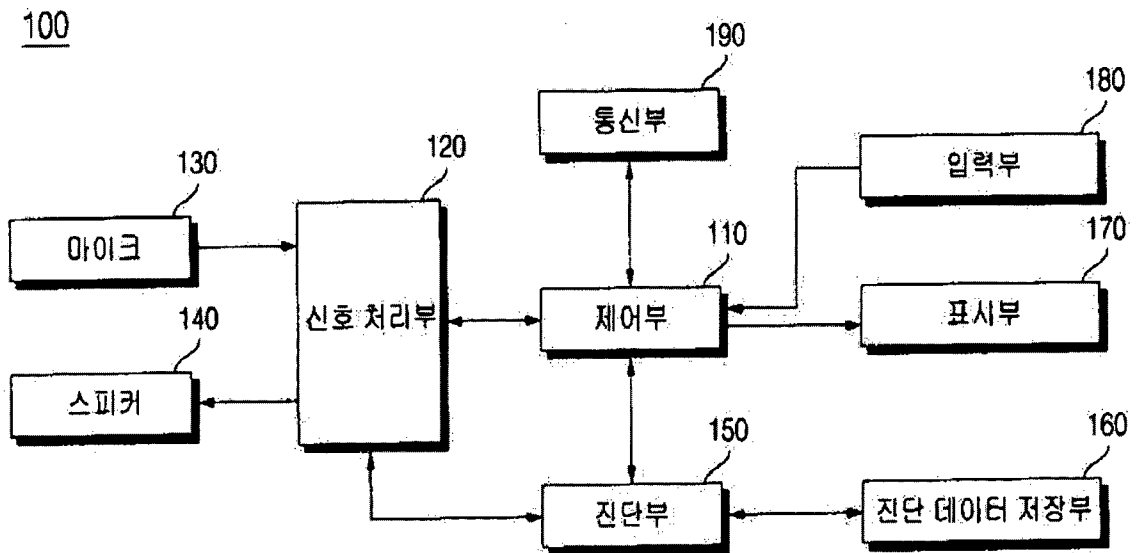 100
190
통신부
180
입력부
130
마이크
120
신호 처리부
110
제어부
170
표시부
140
스피커
150
진단부
160
진단 데이터 저장부